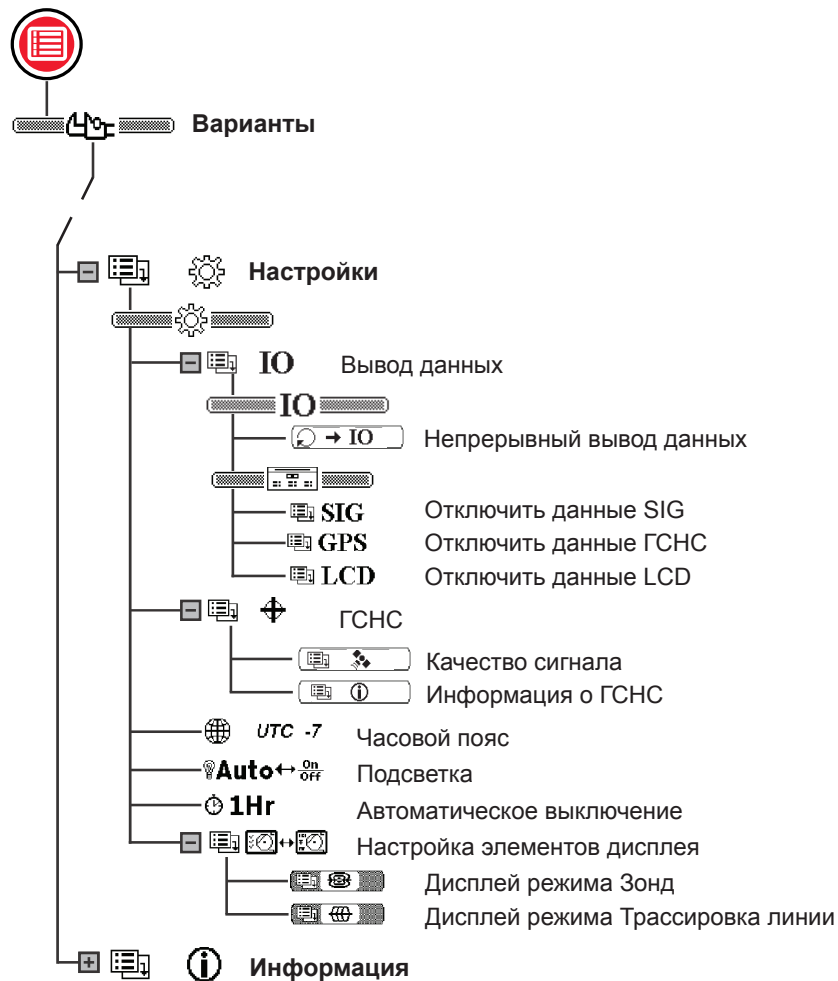 Варианты
Настройки
IO Вывод данных
IO
→ IO Непрерывный вывод данных
SIG Отключить данные SIG
GPS Отключить данные ГСНС
LCD Отключить данные LCD
ГСНС
Качество сигнала
Информация о ГСНС
UTC -7 Часовой пояс
Auto↔On Off Подсветка
1Hr Автоматическое выключение
Настройка элементов дисплея
Дисплей режима Зонд
Дисплей режима Трассировка линии
Информация